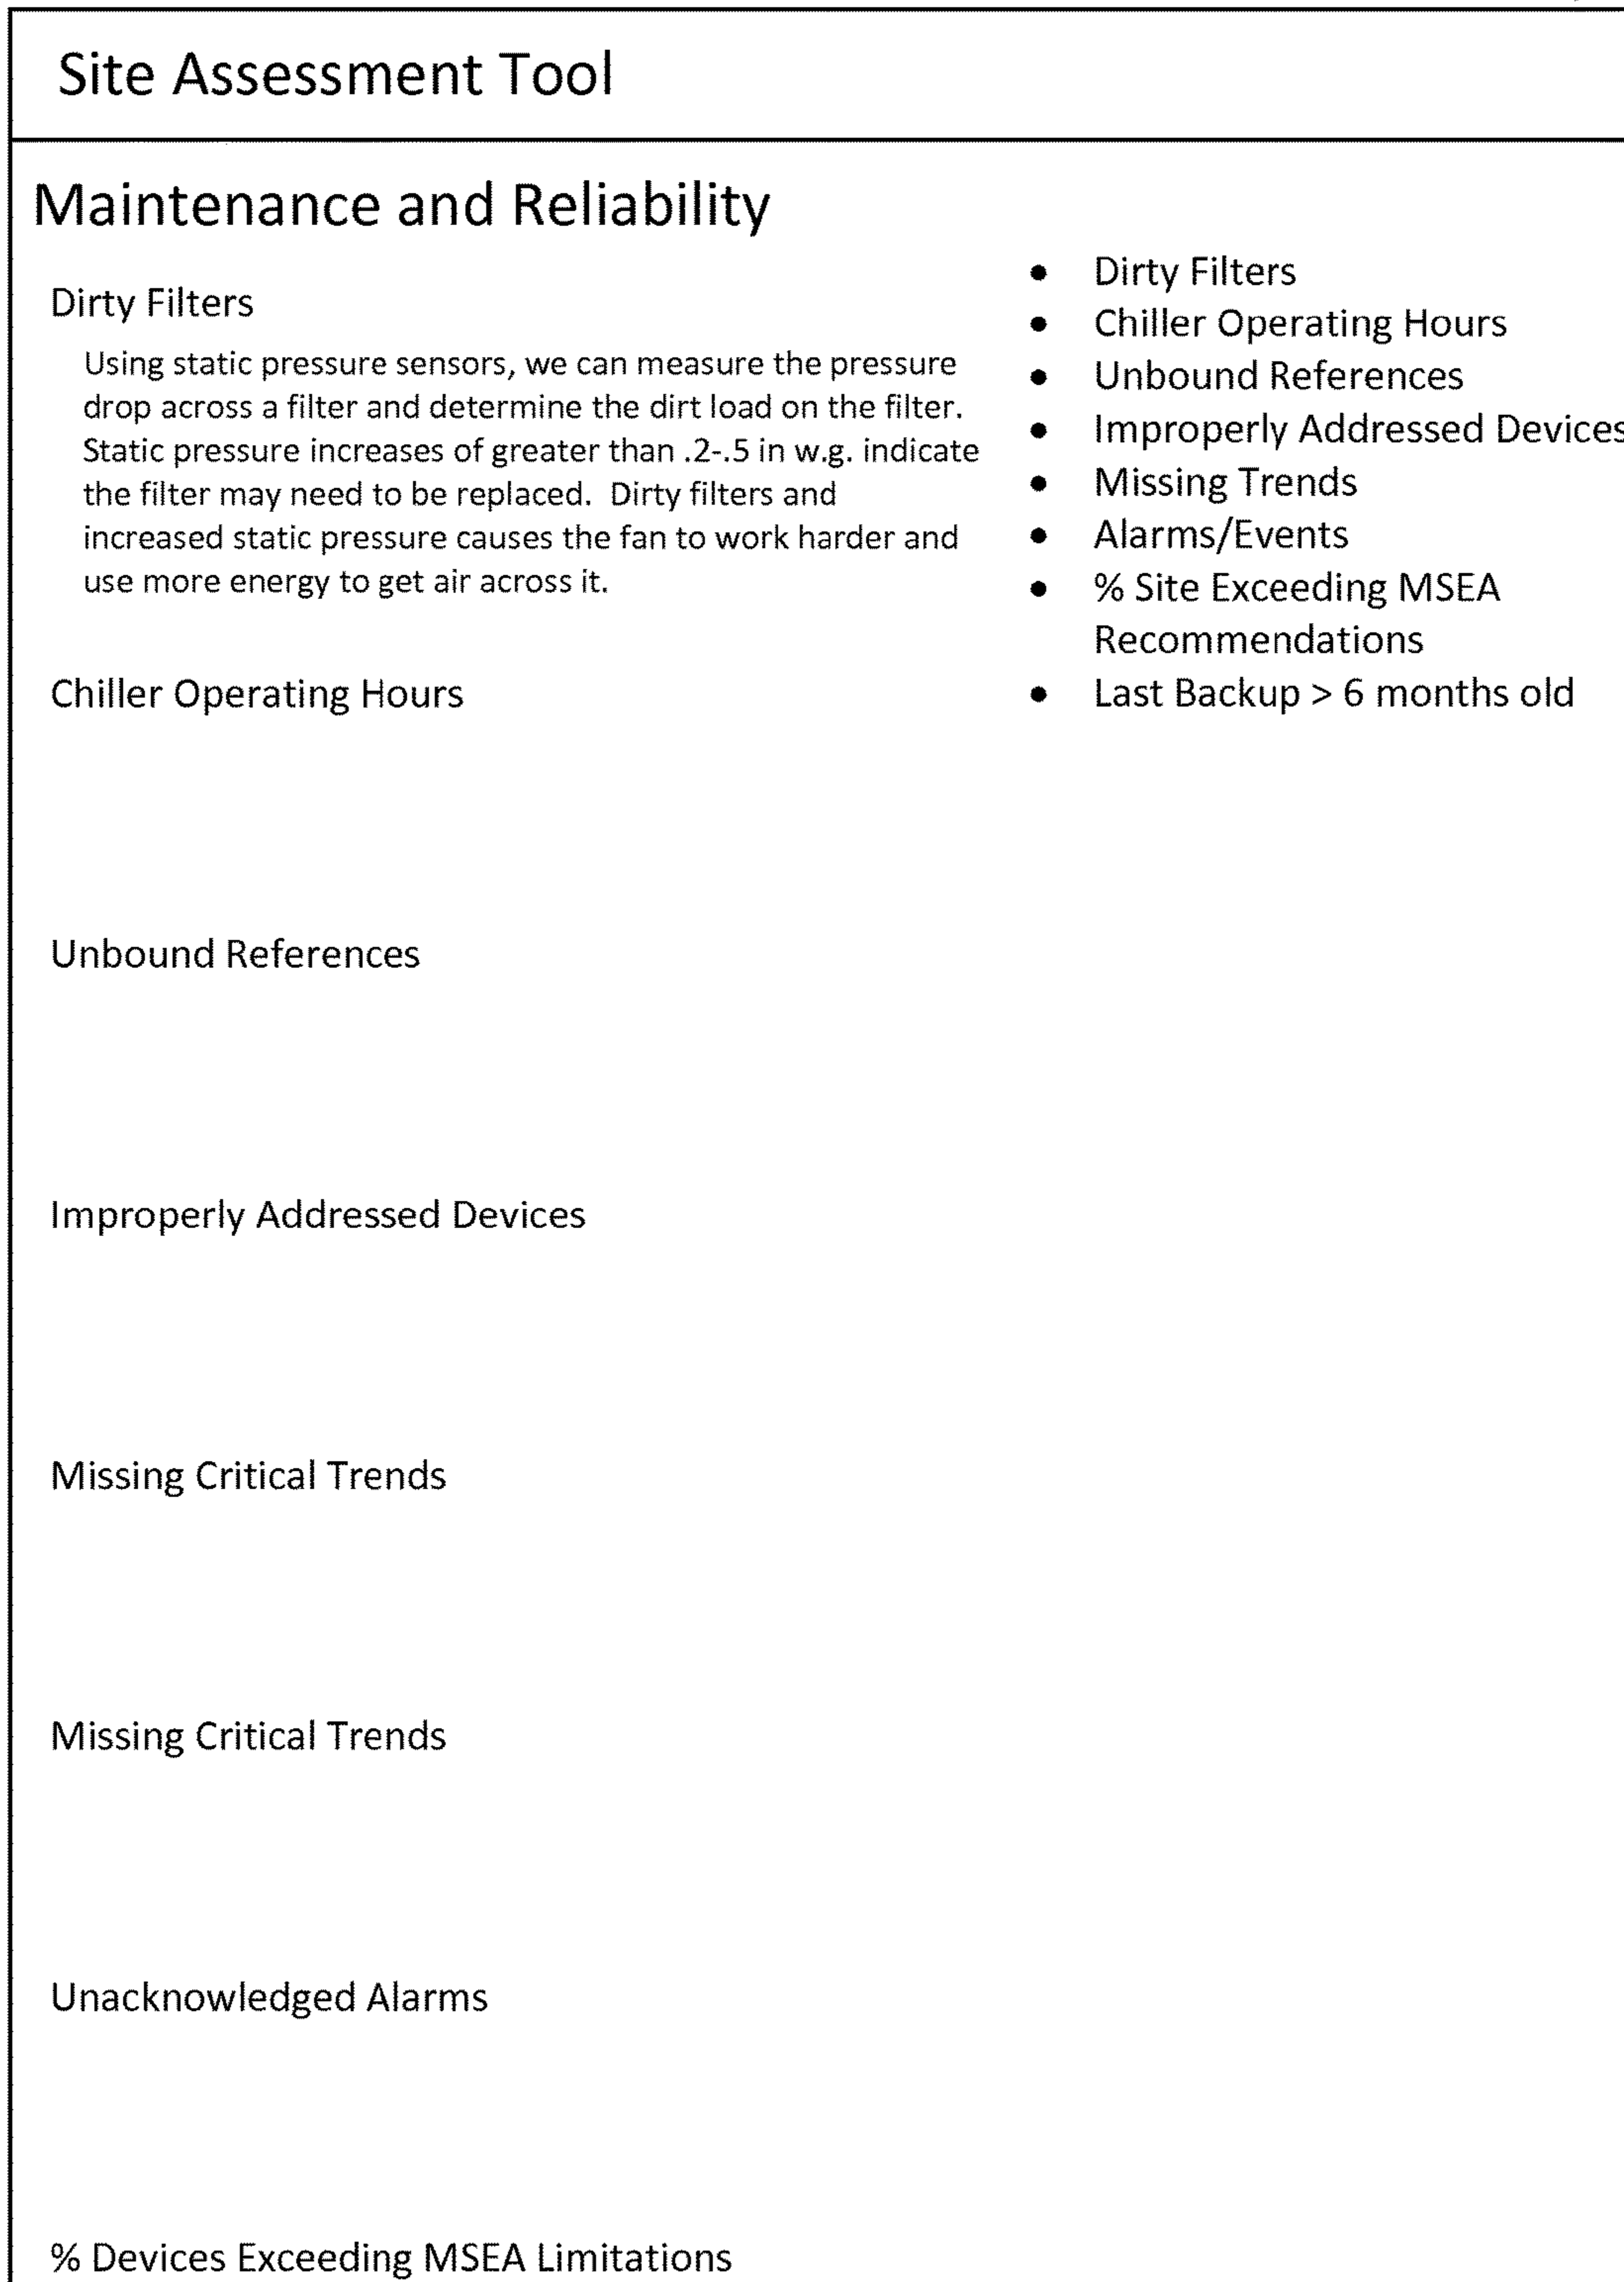 Site Assessment Tool
Maintenance and Reliability
Dirty Filters
Using static pressure sensors, we can measure the pressure
drop across a filter and determine the dirt load on the filter.
Static pressure increases of greater than .2-.5 in w.g. indicate
the filter may need to be replaced.  Dirty filters and
increased static pressure causes the fan to work harder and
use more energy to get air across it.
Chiller Operating Hours
Unbound References
Improperly Addressed Devices
Missing Critical Trends
Missing Critical Trends
Unacknowledged Alarms
% Devices Exceeding MSEA Limitations
• Dirty Filters
• Chiller Operating Hours
• Unbound References
• Improperly Addressed Devices
• Missing Trends
• Alarms/Events
• % Site Exceeding MSEA
Recommendations
• Last Backup > 6 months old